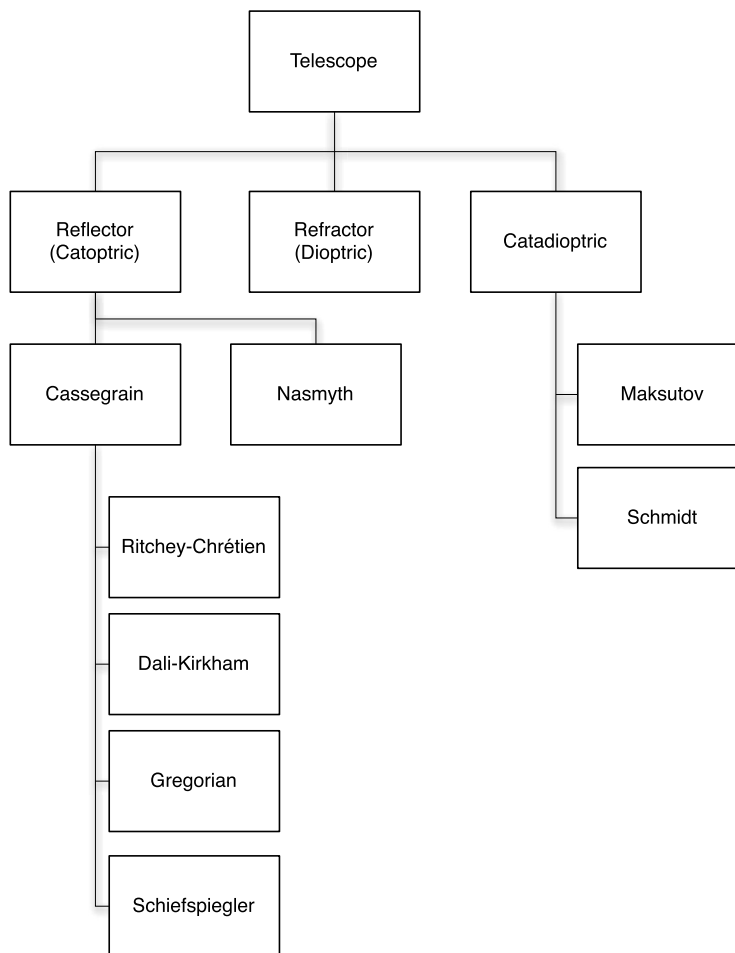 Telescope
Reflector
(Catoptric)
Refractor
(Dioptric)
Catadioptric
Cassegrain
Nasmyth
Maksutov
Schmidt
Ritchey-Chrétien
Dali-Kirkham
Gregorian
Schiefspiegler